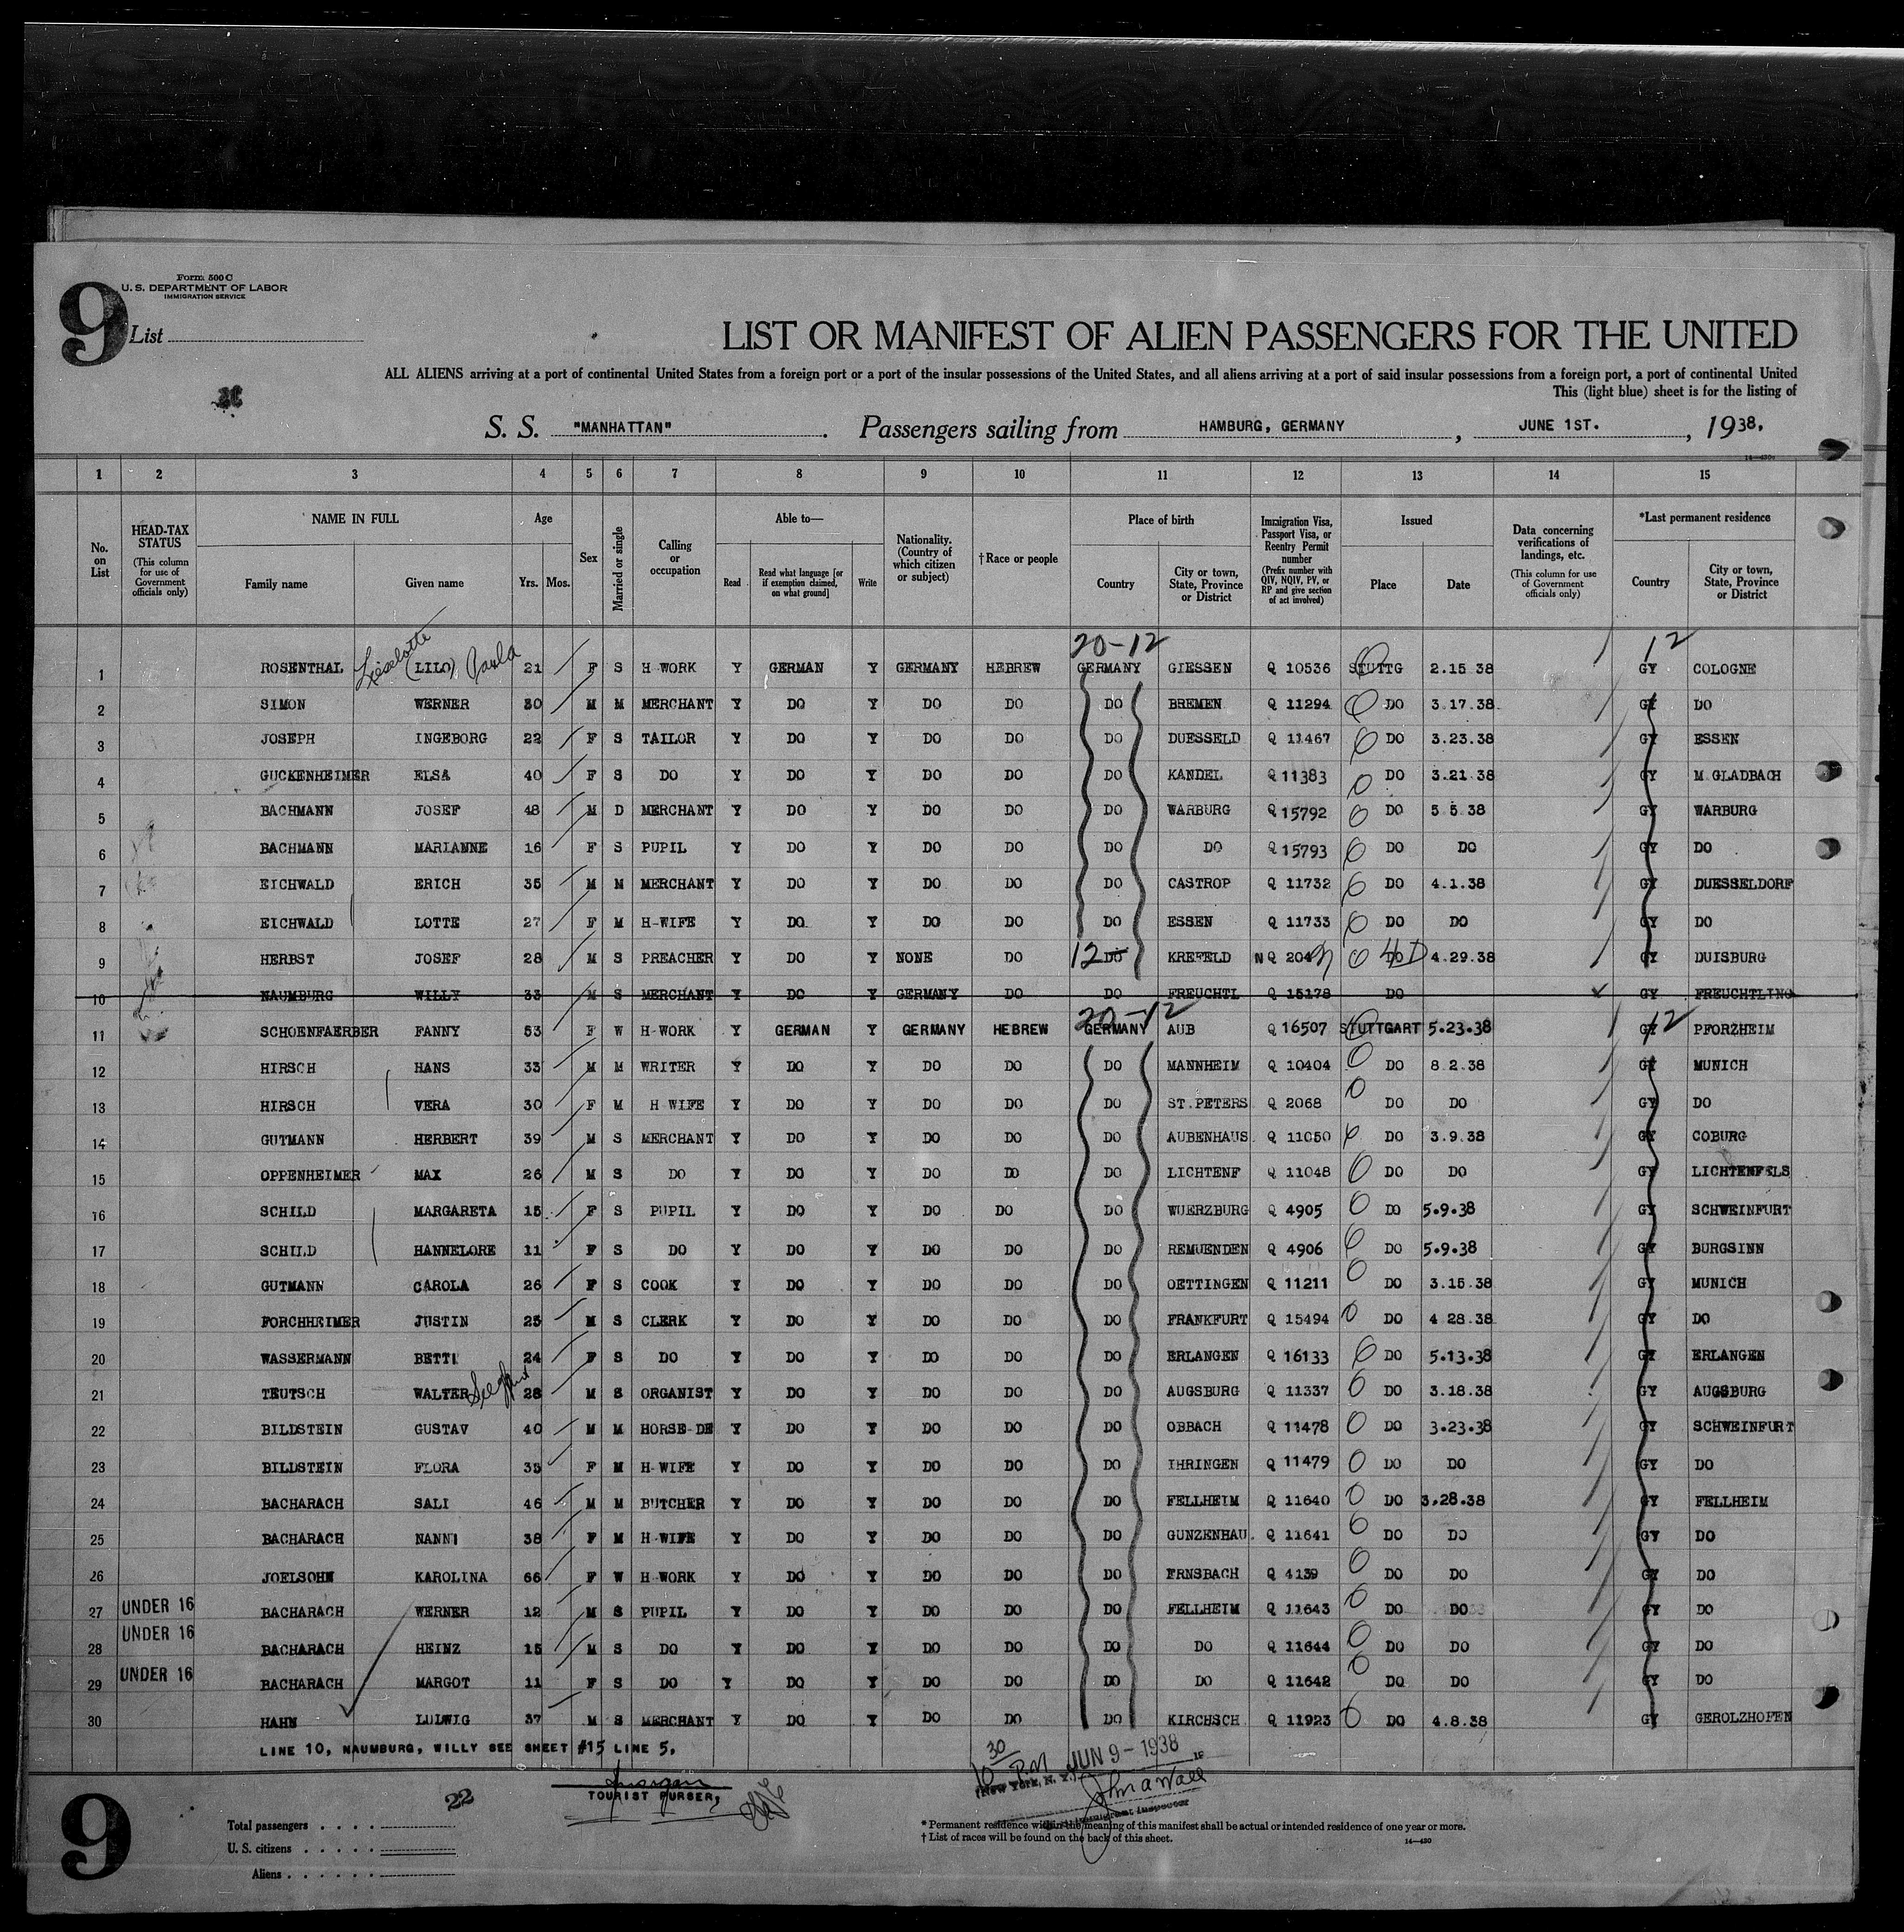 9
Form 500 C
U. S. DEPARTMENT OF LABOR
IMMIGRATION SERVICE
List
LIST OR MANIFEST OF ALIEN PASSENGERS FOR THE UNITED
ALL ALIENS arriving at a port of continental United States from a foreign port or a port of the insular possessions of the United States, and all aliens arriving at a port of said insular possessions from a foreign port, a port of continental United
This (light blue) sheet is for the listing of
S. S. "MANHATTAN". Passengers sailing from HAMBURG, GERMANY, JUNE 1ST., 1938.
1 2 3 4 5 6 7 8 9 10 11 12 13 14 15
No. on List
HEAD-TAX STATUS (This column for use of Government officials only)
NAME IN FULL Family name Given name
Age Yrs. Mos.
Sex
Married or single
Calling or occupation
Able to— Read Read what language [or if exemption claimed, on what ground] Write
Nationality. (Country of which citizen or subject)
†Race or people
Place of birth Country City or town, State, Province or District
Immigration Visa, Passport Visa, or Reentry Permit number (Prefix number with QIV, NQIV, PV, or RP and give section of act involved)
Issued Place Date
Data concerning verifications of landings, etc. (This column for use of Government officials only)
*Last permanent residence Country City or town, State, Province or District
20-12 12
1 ROSENTHAL Lieselotte (LILO) Paula 21 F S H-WORK Y GERMAN Y GERMANY HEBREW GERMANY GIESSEN Q 10536 STUTTG 2.15.38 GY COLOGNE
2 SIMON WERNER 30 M M MERCHANT Y DO Y DO DO DO BREMEN Q 11294 DO 3.17.38 GY DO
3 JOSEPH INGEBORG 22 F S TAILOR Y DO Y DO DO DO DUESSELD Q 11467 DO 3.23.38 GY ESSEN
4 GUCKENHEIMER ELSA 40 F S DO Y DO Y DO DO DO KANDEL Q 11383 DO 3.21.38 GY M.GLADBACH
5 BACHMANN JOSEF 48 M D MERCHANT Y DO Y DO DO DO WARBURG Q 15792 DO 5 5.38 GY WARBURG
6 BACHMANN MARIANNE 16 F S PUPIL Y DO Y DO DO DO DO Q 15793 DO DO GY DO
7 EICHWALD ERICH 35 M M MERCHANT Y DO Y DO DO DO CASTROP Q 11732 DO 4.1.38 GY DUESSELDORF
8 EICHWALD LOTTE 27 F M H-WIFE Y DO Y DO DO DO ESSEN Q 11733 DO DO GY DO
9 HERBST JOSEF 28 M S PREACHER Y DO Y NONE DO 12 DO KREFELD NQ 204 DO 4D 4.29.38 GY DUISBURG
10 NAUMBURG WILLY 33 M S MERCHANT Y DO Y GERMANY DO DO FREUCHTL Q 15178 DO GY FREUCHTLING
20-12 12
11 SCHOENFAERBER FANNY 53 F W H-WORK Y GERMAN Y GERMANY HEBREW GERMANY AUB Q 16507 STUTTGART 5.23.38 GY PFORZHEIM
12 HIRSCH HANS 33 M M WRITER Y DO Y DO DO DO MANNHEIM Q 10404 DO 8.2.38 GY MUNICH
13 HIRSCH VERA 30 F M H WIFE Y DO Y DO DO DO ST.PETERS Q 2068 DO DO GY DO
14 GUTMANN HERBERT 39 M S MERCHANT Y DO Y DO DO DO AUBENHAUS Q 11050 DO 3.9.38 GY COBURG
15 OPPENHEIMER MAX 26 M S DO Y DO Y DO DO DO LICHTENF Q 11048 DO DO GY LICHTENFELS
16 SCHILD MARGARETA 15 F S PUPIL Y DO Y DO DO DO WUERZBURG Q 4905 DO 5.9.38 GY SCHWEINFURT
17 SCHILD HANNELORE 11 F S DO Y DO Y DO DO DO REMUENDEN Q 4906 DO 5.9.38 GY BURGSINN
18 GUTMANN CAROLA 26 F S COOK Y DO Y DO DO DO OETTINGEN Q 11211 DO 3.15.38 GY MUNICH
19 FORCHHEIMER JUSTIN 25 M S CLERK Y DO Y DO DO DO FRANKFURT Q 15494 DO 4 28.38 GY DO
20 WASSERMANN BETTI 24 F S DO Y DO Y DO DO DO ERLANGEN Q 16133 DO 5.13.38 GY ERLANGEN
21 TEUTSCH WALTER 28 M S ORGANIST Y DO Y DO DO DO AUGSBURG Q 11337 DO 3.18.38 GY AUGSBURG
22 BILDSTEIN GUSTAV 40 M M HORSE-DE Y DO Y DO DO DO OBBACH Q 11478 DO 3.23.38 GY SCHWEINFURT
23 BILDSTEIN FLORA 35 F M H-WIFE Y DO Y DO DO DO IHRINGEN Q 11479 DO DO GY DO
24 BACHARACH SALI 46 M M BUTCHER Y DO Y DO DO DO FELLHEIM Q 11640 DO 3.28.38 GY FELLHEIM
25 BACHARACH NANNI 38 F M H-WIFE Y DO Y DO DO DO GUNZENHAU. Q 11641 DO DO GY DO
26 JOELSOHN KAROLINA 66 F W H-WORK Y DO Y DO DO DO ERNSBACH Q 4139 DO DO GY DO
27 UNDER 16 BACHARACH WERNER 12 M S PUPIL Y DO Y DO DO DO FELLHEIM Q 11643 DO DO GY DO
28 UNDER 16 BACHARACH HEINZ 15 M S DO Y DO Y DO DO DO DO Q 11644 DO DO GY DO
29 UNDER 16 BACHARACH MARGOT 11 F S DO Y DO Y DO DO DO DO Q 11642 DO DO GY DO
30 HAHN LUDWIG 37 M S MERCHANT Y DO Y DO DO DO KIRCHSCH Q 11923 DO 4.8.38 GY GEROLZHOFEN
LINE 10, NAUMBURG, WILLY SEE SHEET #15 LINE 5.
10 30 P.M JUN 9 - 1938
(New York, N. Y.)
TOURIST PURSER,
Immigrant Inspector
9
22
Total passengers
U. S. citizens
Aliens
* Permanent residence within the meaning of this manifest shall be actual or intended residence of one year or more.
† List of races will be found on the back of this sheet.
14—430